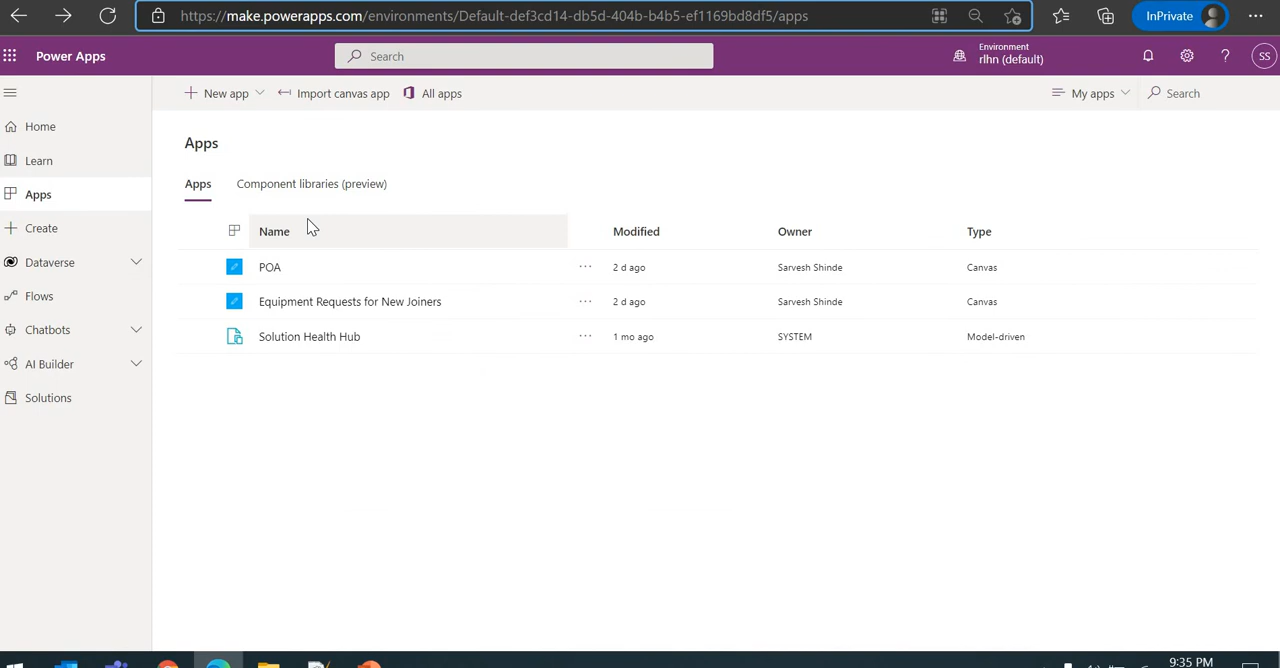 https://make.powerapps.com/environments/Default-def3cd14-db5d-404b-b4b5-ef1169bd8df5/apps
InPrivate
Power Apps
Search
Environment
rlhn (default)
SS
New app
Import canvas app
All apps
My apps
Search
Home
Learn
Apps
Create
Dataverse
Flows
Chatbots
AI Builder
Solutions
Apps
Apps Component libraries (preview)
Name Modified Owner Type
POA 2 d ago Sarvesh Shinde Canvas
Equipment Requests for New Joiners 2 d ago Sarvesh Shinde Canvas
Solution Health Hub 1 mo ago SYSTEM Model-driven
9:35 PM